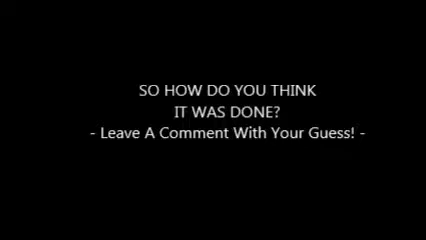 SO HOW DO YOU THINK
IT WAS DONE?
- Leave A Comment With Your Guess! -